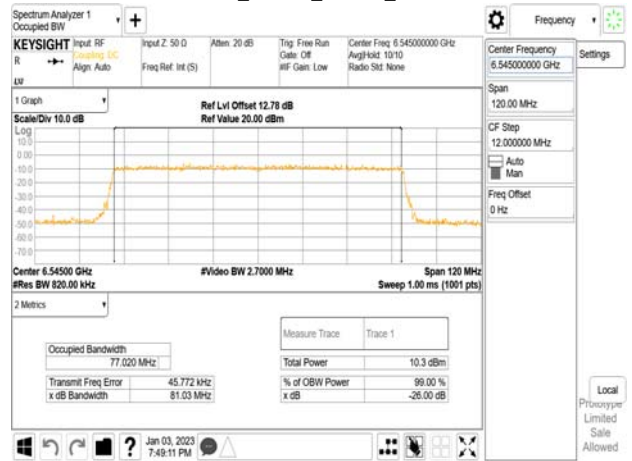 Spectrum Analyzer 1
Occupied BW
Frequency
KEYSIGHT
Input: RF
Coupling: DC
Align: Auto
Input Z: 50 Ω
Freq Ref: Int (S)
Atten: 20 dB
Trig: Free Run
Gate: Off
#IF Gain: Low
Center Freq: 6.545000000 GHz
Avg|Hold: 10/10
Radio Std: None
R
LVI
1 Graph
Scale/Div 10.0 dB
Ref Lvl Offset 12.78 dB
Ref Value 20.00 dBm
Log
10.0
0.00
-10.0
-20.0
-30.0
-40.0
-50.0
-60.0
-70.0
Center 6.54500 GHz
#Res BW 820.00 kHz
#Video BW 2.7000 MHz
Span 120 MHz
Sweep 1.00 ms (1001 pts)
2 Metrics
Measure Trace
Trace 1
Occupied Bandwidth
77.020 MHz
Total Power
10.3 dBm
Transmit Freq Error
45.772 kHz
% of OBW Power
99.00 %
x dB Bandwidth
81.03 MHz
x dB
-26.00 dB
Jan 03, 2023
7:49:11 PM
Center Frequency
6.545000000 GHz
Settings
Span
120.00 MHz
CF Step
12.000000 MHz
Auto
Man
Freq Offset
0 Hz
Local
Prototype
Limited
Sale
Allowed